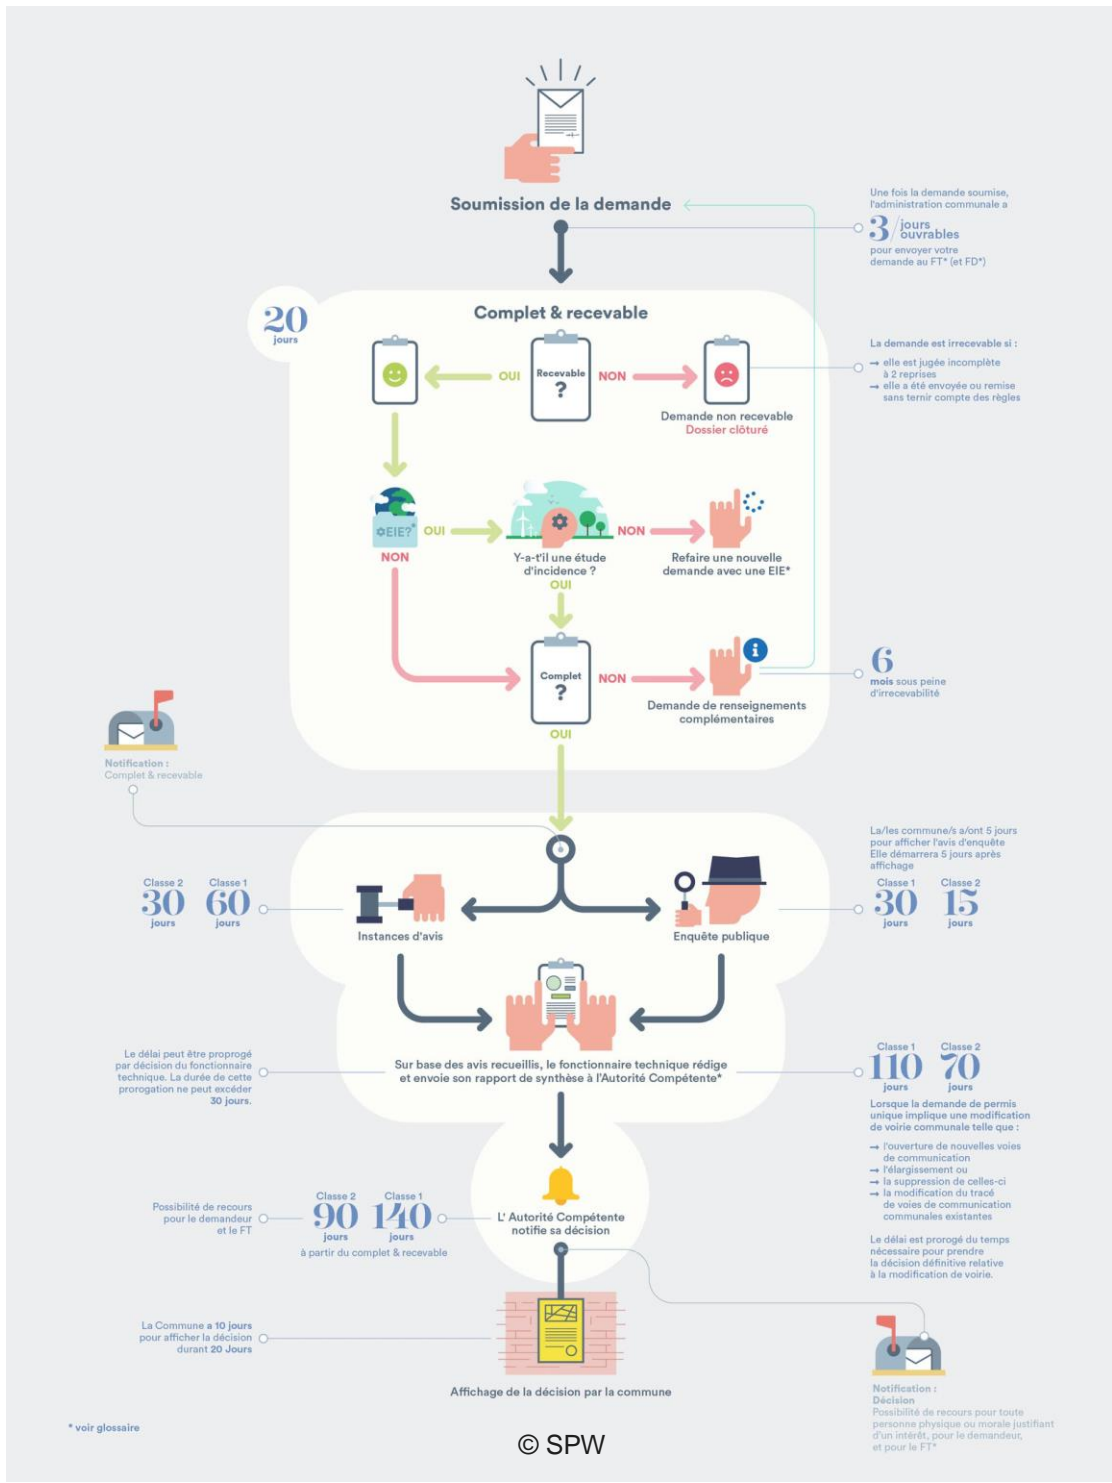 Soumission de la demande
Une fois la demande soumise,
l'administration communale a
3/jours
ouvrables
pour envoyer votre
demande au FT* (et FD*)
20
jours
Complet & recevable
Recevable
?
OUI
NON
Demande non recevable
Dossier clôturé
La demande est irrecevable si :
→ elle est jugée incomplète
à 2 reprises
→ elle a été envoyée ou remise
sans ternir compte des règles
EIE?*
OUI
NON
Y-a-t'il une étude
d'incidence ?
OUI
NON
Refaire une nouvelle
demande avec une EIE*
Complet
?
NON
OUI
i
Demande de renseignements
complémentaires
6
mois sous peine
d'irrecevabilité
Notification :
Complet & recevable
La/les commune/s a/ont 5 jours
pour afficher l'avis d'enquête
Elle démarrera 5 jours après
affichage
Classe 2 Classe 1
30 60
jours jours
Instances d'avis
Enquête publique
Classe 1 Classe 2
30 15
jours jours
Sur base des avis recueillis, le fonctionnaire technique rédige
et envoie son rapport de synthèse à l'Autorité Compétente*
Le délai peut être proprogé
par décision du fonctionnaire
technique. La durée de cette
prorogation ne peut excéder
30 jours.
Classe 1 Classe 2
110 70
jours jours
Lorsque la demande de permis
unique implique une modification
de voirie communale telle que :
→ l'ouverture de nouvelles voies
de communication
→ l'élargissement ou
→ la suppression de celles-ci
→ la modification du tracé
de voies de communication
communales existantes
Le délai est prorogé du temps
nécessaire pour prendre
la décision définitive relative
à la modification de voirie.
Possibilité de recours
pour le demandeur
et le FT
Classe 2 Classe 1
90 140
jours jours
à partir du complet & recevable
L' Autorité Compétente
notifie sa décision
La Commune a 10 jours
pour afficher la décision
durant 20 Jours
Affichage de la décision par la commune
Notification :
Décision
Possibilité de recours pour toute
personne physique ou morale justifiant
d'un intérêt, pour le demandeur,
et pour le FT*
* voir glossaire
© SPW